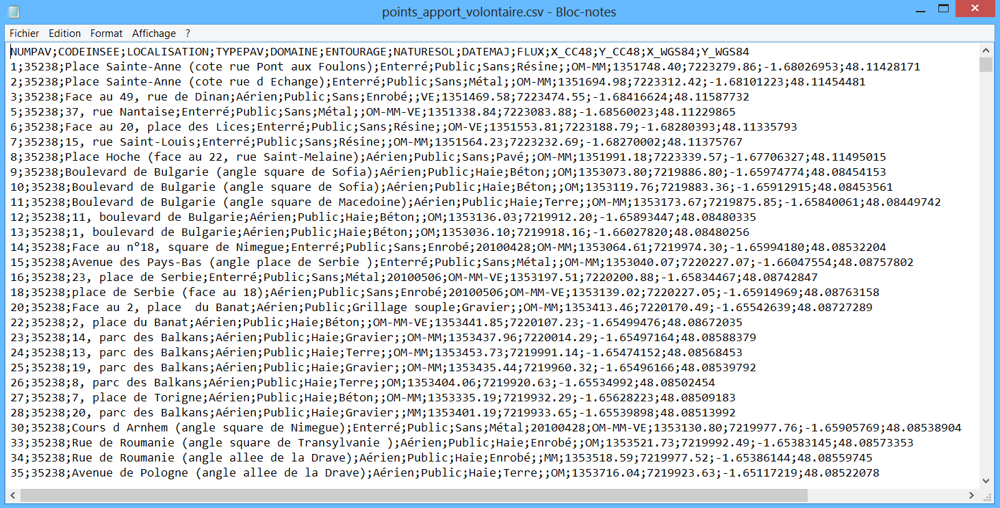 points_apport_volontaire.csv - Bloc-notes
Fichier Edition Format Affichage ?
NUMPAV;CODEINSEE;LOCALISATION;TYPEPAV;DOMAINE;ENTOURAGE;NATURESOL;DATEMAJ;FLUX;X_CC48;Y_CC48;X_WGS84;Y_WGS84
1;35238;Place Sainte-Anne (cote rue Pont aux Foulons);Enterré;Public;Sans;Résine;;OM-MM;1351748.40;7223279.86;-1.68026953;48.11428171
2;35238;Place Sainte-Anne (cote rue d Echange);Enterré;Public;Sans;Métal;;OM-MM;1351694.98;7223312.42;-1.68101223;48.11454481
3;35238;Face au 49, rue de Dinan;Aérien;Public;Sans;Enrobé;;VE;1351469.58;7223474.55;-1.68416624;48.11587732
5;35238;37, rue Nantaise;Enterré;Public;Sans;Métal;;OM-MM-VE;1351338.84;7223083.88;-1.68560023;48.11229865
6;35238;Face au 20, place des Lices;Enterré;Public;Sans;Résine;;OM-VE;1351553.81;7223188.79;-1.68280393;48.11335793
7;35238;15, rue Saint-Louis;Enterré;Public;Sans;Résine;;OM-MM;1351564.23;7223232.69;-1.68270002;48.11375767
8;35238;Place Hoche (face au 22, rue Saint-Melaine);Aérien;Public;Sans;Pavé;;OM-MM;1351991.18;7223339.57;-1.67706327;48.11495015
9;35238;Boulevard de Bulgarie (angle square de Sofia);Aérien;Public;Haie;Béton;;OM;1353073.80;7219886.80;-1.65974774;48.08454153
10;35238;Boulevard de Bulgarie (angle square de Sofia);Aérien;Public;Haie;Béton;;OM;1353119.76;7219883.36;-1.65912915;48.08453561
11;35238;Boulevard de Bulgarie (angle square de Macedoine);Aérien;Public;Haie;Terre;;OM-MM;1353173.67;7219875.85;-1.65840061;48.08449742
12;35238;11, boulevard de Bulgarie;Aérien;Public;Haie;Béton;;OM;1353136.03;7219912.20;-1.65893447;48.08480335
13;35238;1, boulevard de Bulgarie;Aérien;Public;Haie;Béton;;OM;1353036.10;7219918.16;-1.66027820;48.08480256
14;35238;Face au n°18, square de Nimegue;Enterré;Public;Sans;Enrobé;20100428;OM-MM;1353064.61;7219974.30;-1.65994180;48.08532204
15;35238;Avenue des Pays-Bas (angle place de Serbie );Enterré;Public;Sans;Métal;;OM-MM;1353040.07;7220227.07;-1.66047554;48.08757802
16;35238;23, place de Serbie;Enterré;Public;Sans;Métal;20100506;OM-MM-VE;1353197.51;7220200.88;-1.65834467;48.08742847
18;35238;place de Serbie (face au 18);Aérien;Public;Sans;Enrobé;20100506;OM-MM-VE;1353139.02;7220227.05;-1.65914969;48.08763158
20;35238;Face au 2, place  du Banat;Aérien;Public;Grillage souple;Gravier;;OM-MM;1353413.46;7220170.49;-1.65542639;48.08727289
22;35238;2, place du Banat;Aérien;Public;Haie;Béton;;OM-MM-VE;1353441.85;7220107.23;-1.65499476;48.08672035
23;35238;14, parc des Balkans;Aérien;Public;Haie;Gravier;;OM-MM;1353437.96;7220014.29;-1.65497164;48.08588379
24;35238;13, parc des Balkans;Aérien;Public;Haie;Terre;;OM-MM;1353453.73;7219991.14;-1.65474152;48.08568453
25;35238;19, parc des Balkans;Aérien;Public;Haie;Gravier;;OM-MM;1353435.44;7219960.32;-1.65496166;48.08539792
26;35238;8, parc des Balkans;Aérien;Public;Haie;Terre;;OM;1353404.06;7219920.63;-1.65534992;48.08502454
27;35238;7, place de Torigne;Aérien;Public;Haie;Béton;;OM-MM;1353335.19;7219932.29;-1.65628223;48.08509183
28;35238;20, parc des Balkans;Aérien;Public;Haie;Gravier;;MM;1353401.19;7219933.65;-1.65539898;48.08513992
30;35238;Cours d Arnhem (angle square de Nimegue);Enterré;Public;Sans;Métal;20100428;OM-MM-VE;1353130.80;7219977.76;-1.65905769;48.08538904
33;35238;Rue de Roumanie (angle square de Transylvanie );Aérien;Public;Haie;Enrobé;;OM;1353521.73;7219992.49;-1.65383145;48.08573353
34;35238;Rue de Roumanie (angle allee de la Drave);Aérien;Public;Haie;Enrobé;;MM;1353518.59;7219977.52;-1.65386144;48.08559745
35;35238;Avenue de Pologne (angle allee de la Drave);Aérien;Public;Haie;Terre;;OM;1353716.04;7219923.63;-1.65117219;48.08522078